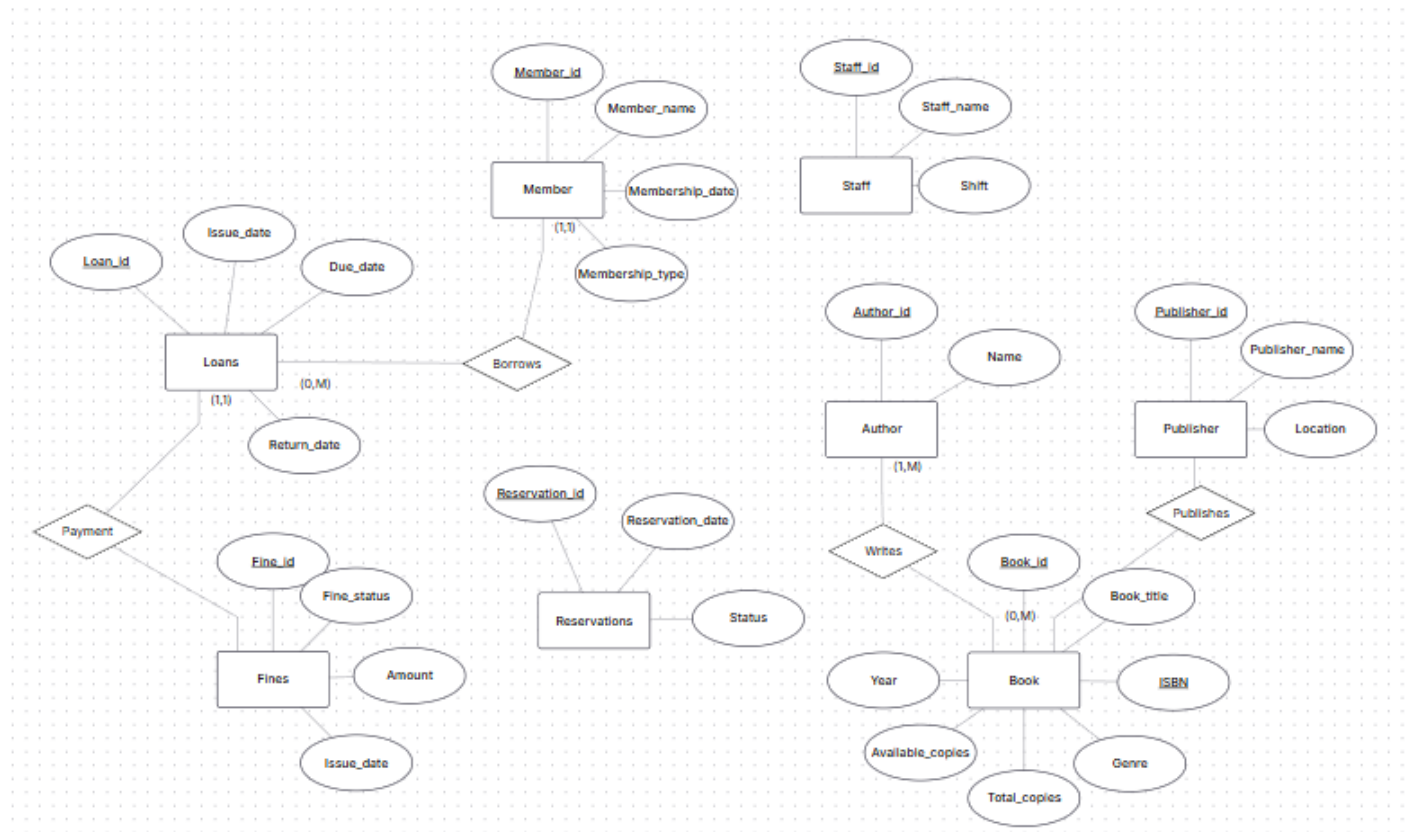 Member_id
Member_name
Member
Membership_date
(1,1)
Membership_type
Staff_id
Staff_name
Staff
Shift
Loan_id
Issue_date
Due_date
Loans
(0,M)
(1,1)
Return_date
Borrows
Author_id
Name
Author
(1,M)
Publisher_id
Publisher_name
Publisher
Location
Publishes
Writes
Payment
Fine_id
Fine_status
Fines
Amount
Issue_date
Reservation_id
Reservation_date
Reservations
Status
Book_id
(0,M)
Book_title
Year
Book
ISBN
Available_copies
Total_copies
Genre